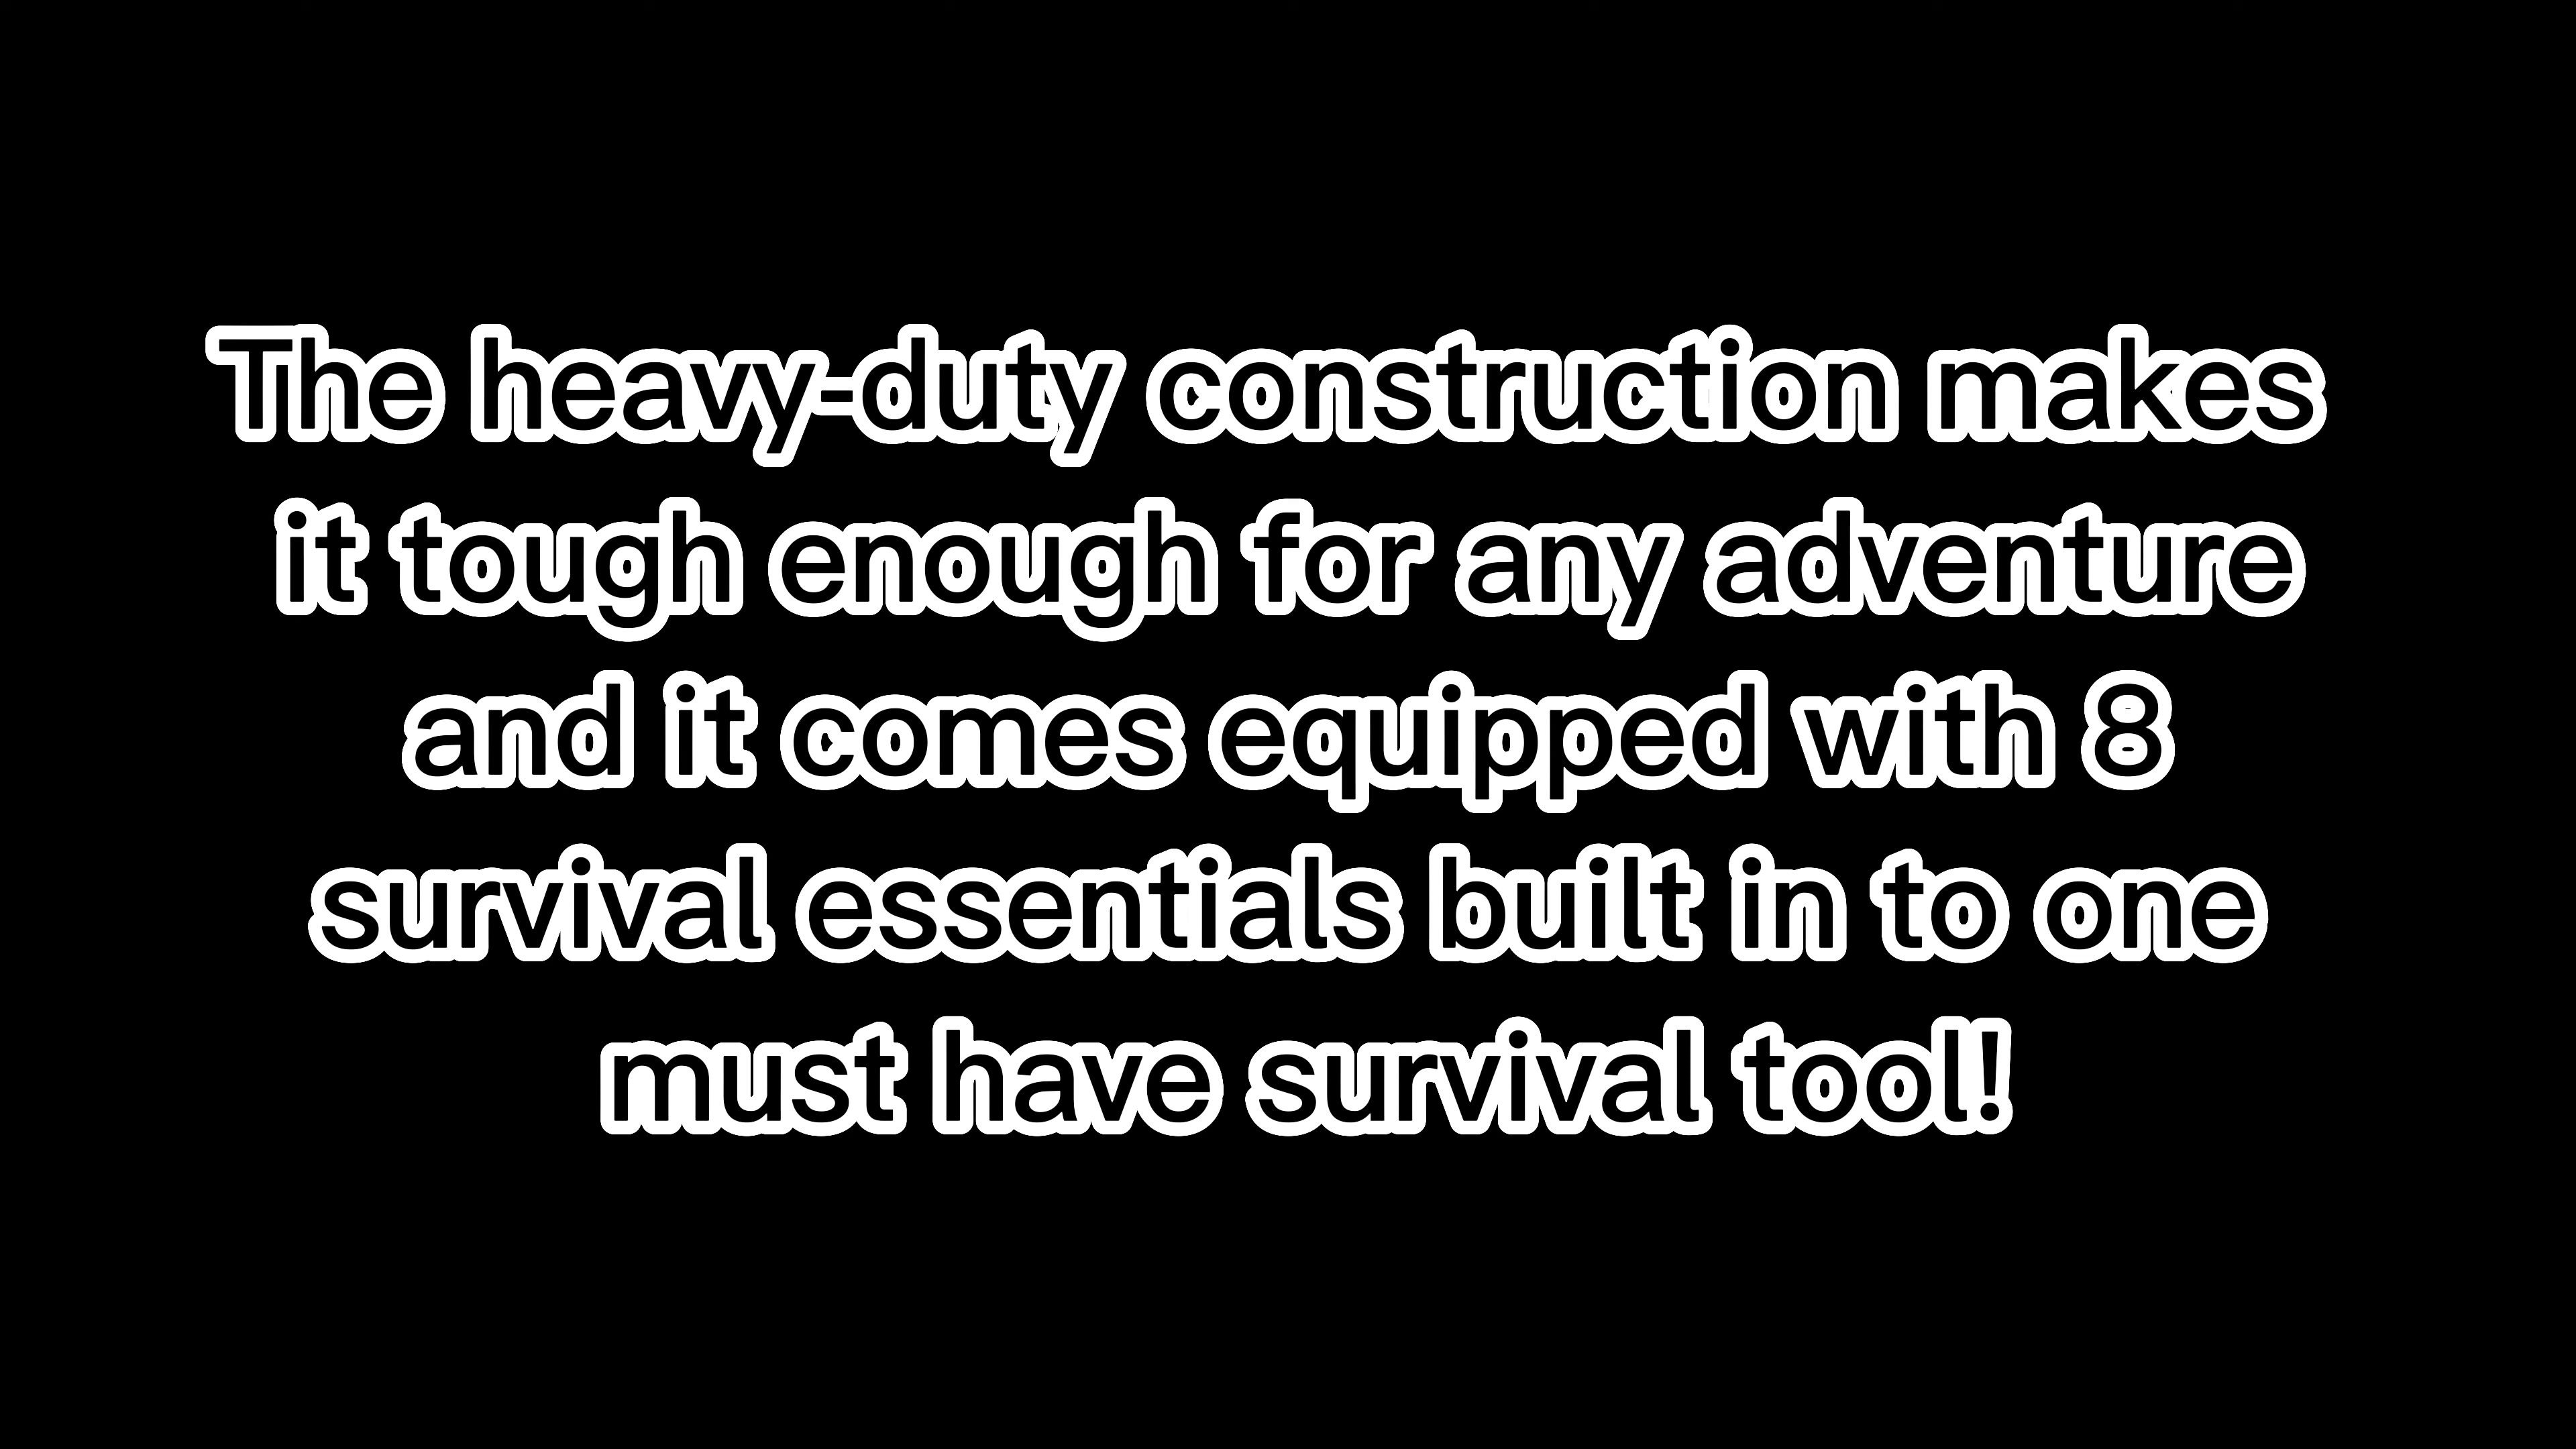 The heavy-duty construction makes
it tough enough for any adventure
and it comes equipped with 8
survival essentials built in to one
must have survival tool!